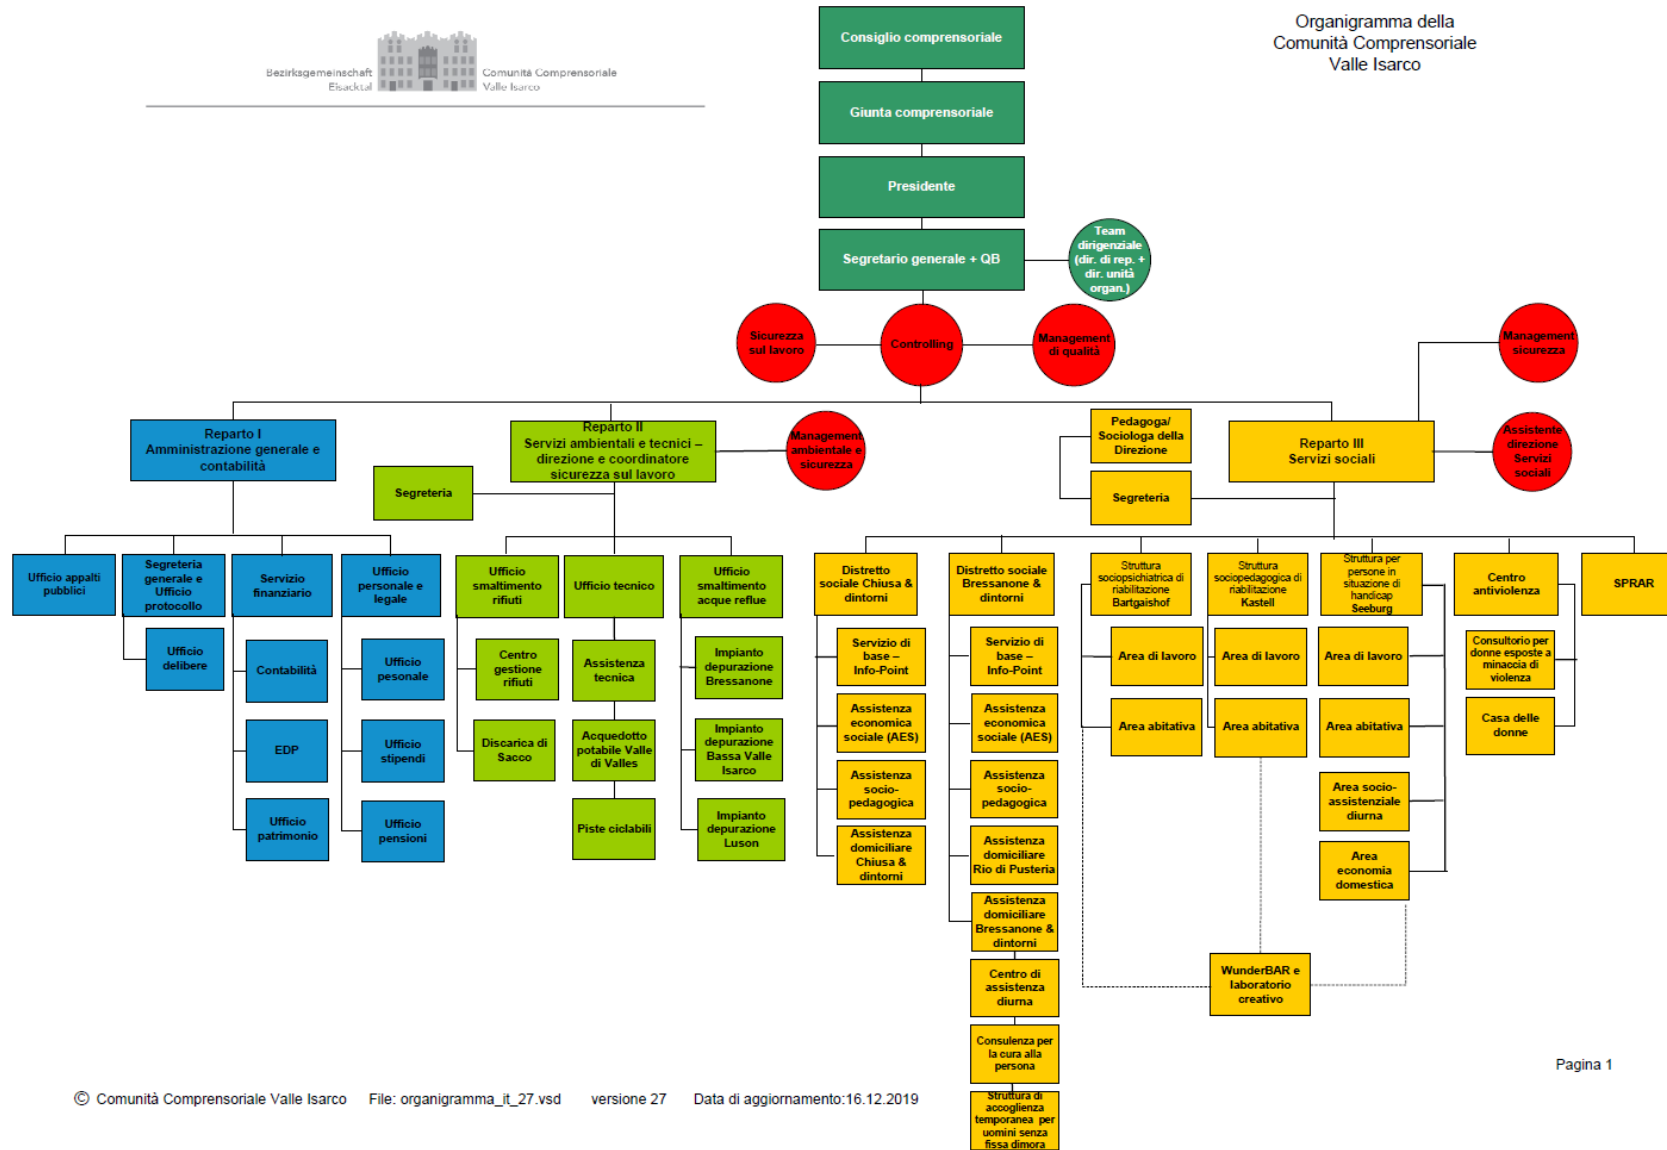 Organigramma della
Comunità Comprensoriale
Valle Isarco
Bezirksgemeinschaft
Eisacktal
Comunità Comprensoriale
Valle Isarco
Consiglio comprensoriale
Giunta comprensoriale
Presidente
Segretario generale + QB
Team
dirigenziale
(dir. di rep. +
dir. unità
organ.)
Sicurezza
sul lavoro
Controlling
Management
di qualità
Management
sicurezza
Reparto I
Amministrazione generale e
contabilità
Reparto II
Servizi ambientali e tecnici –
direzione e coordinatore
sicurezza sul lavoro
Management
ambientale e
sicurezza
Pedagoga/
Sociologa della
Direzione
Reparto III
Servizi sociali
Assistente
direzione
Servizi
sociali
Segreteria
Segreteria
Ufficio appalti
pubblici
Segreteria
generale e
Ufficio
protocollo
Servizio
finanziario
Ufficio
personale e
legale
Ufficio
smaltimento
rifiuti
Ufficio tecnico
Ufficio
smaltimento
acque reflue
Distretto
sociale Chiusa &
dintorni
Distretto sociale
Bressanone &
dintorni
Struttura
sociopsichiatrica di
riabilitazione
Bartgaishof
Struttura
sociopedagogica di
riabilitazione
Kastell
Struttura per
persone in
situazione di
handicap
Seeburg
Centro
antiviolenza
SPRAR
Ufficio
delibere
Contabilità
Ufficio
pesonale
Centro
gestione
rifiuti
Assistenza
tecnica
Impianto
depurazione
Bressanone
Servizio di
base –
Info-Point
Servizio di
base –
Info-Point
Area di lavoro
Area di lavoro
Area di lavoro
Consultorio per
donne esposte a
minaccia di
violenza
EDP
Ufficio
stipendi
Discarica di
Sacco
Acquedotto
potabile Valle
di Valles
Impianto
depurazione
Bassa Valle
Isarco
Assistenza
economica
sociale (AES)
Assistenza
economica
sociale (AES)
Area abitativa
Area abitativa
Area abitativa
Casa delle
donne
Ufficio
patrimonio
Ufficio
pensioni
Piste ciclabili
Impianto
depurazione
Luson
Assistenza
socio-
pedagogica
Assistenza
socio-
pedagogica
Area socio-
assistenziale
diurna
Assistenza
domiciliare
Chiusa &
dintorni
Assistenza
domiciliare
Rio di Pusteria
Area
economia
domestica
Assistenza
domiciliare
Bressanone &
dintorni
Centro di
assistenza
diurna
WunderBAR e
laboratorio
creativo
Consulenza per
la cura alla
persona
Struttura di
accoglienza
temporanea per
uomini senza
fissa dimora
Pagina 1
© Comunità Comprensoriale Valle Isarco File: organigramma_it_27.vsd versione 27 Data di aggiornamento:16.12.2019